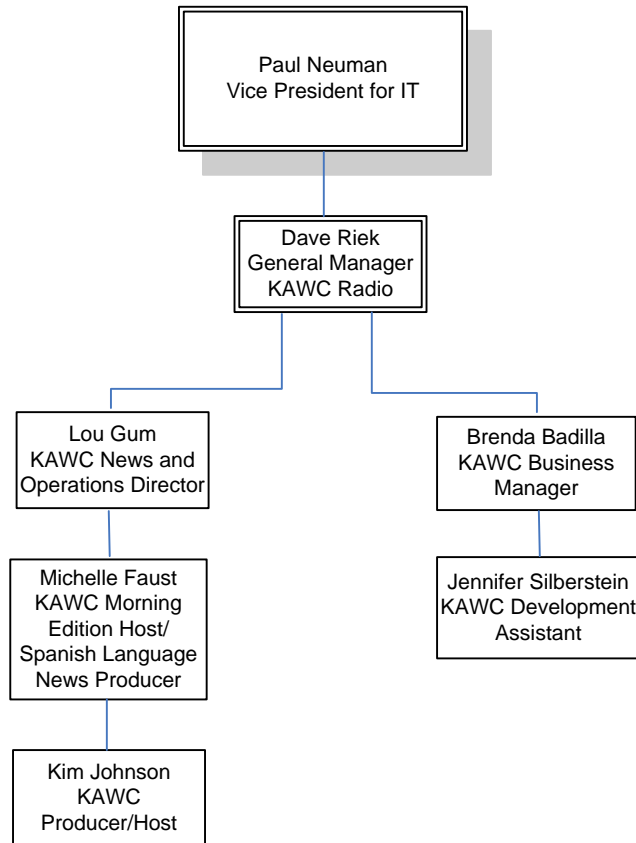 Paul Neuman
Vice President for IT
Dave Riek
General Manager
KAWC Radio
Lou Gum
KAWC News and
Operations Director
Brenda Badilla
KAWC Business
Manager
Michelle Faust
KAWC Morning
Edition Host/
Spanish Language
News Producer
Jennifer Silberstein
KAWC Development
Assistant
Kim Johnson
KAWC
Producer/Host